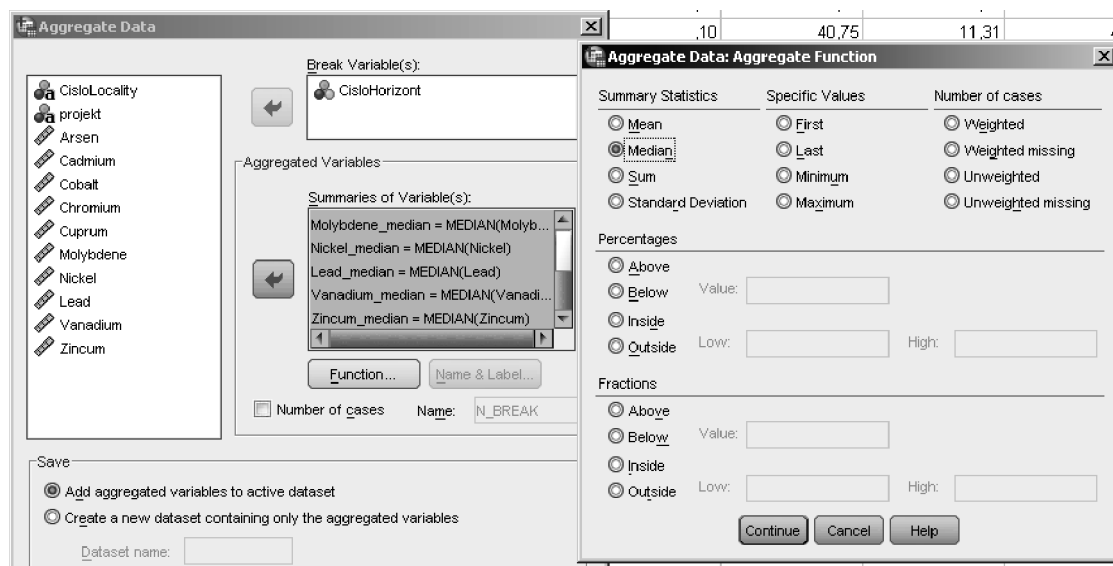 Aggregate Data
Break Variable(s):
CisloHorizont
CisloLocality
projekt
Arsen
Cadmium
Cobalt
Chromium
Cuprum
Molybdene
Nickel
Lead
Vanadium
Zincum
Aggregated Variables
Summaries of Variable(s):
Molybdene_median = MEDIAN(Molyb...
Nickel_median = MEDIAN(Nickel)
Lead_median = MEDIAN(Lead)
Vanadium_median = MEDIAN(Vanadi...
Zincum_median = MEDIAN(Zincum)
Function... Name & Label...
Number of cases Name: N_BREAK
Save
Add aggregated variables to active dataset
Create a new dataset containing only the aggregated variables
Dataset name:
,10 40,75 11,31
Aggregate Data: Aggregate Function
Summary Statistics Specific Values Number of cases
Mean First Weighted
Median Last Weighted missing
Sum Minimum Unweighted
Standard Deviation Maximum Unweighted missing
Percentages
Above
Below Value:
Inside
Outside Low: High:
Fractions
Above
Below Value:
Inside
Outside Low: High:
Continue Cancel Help